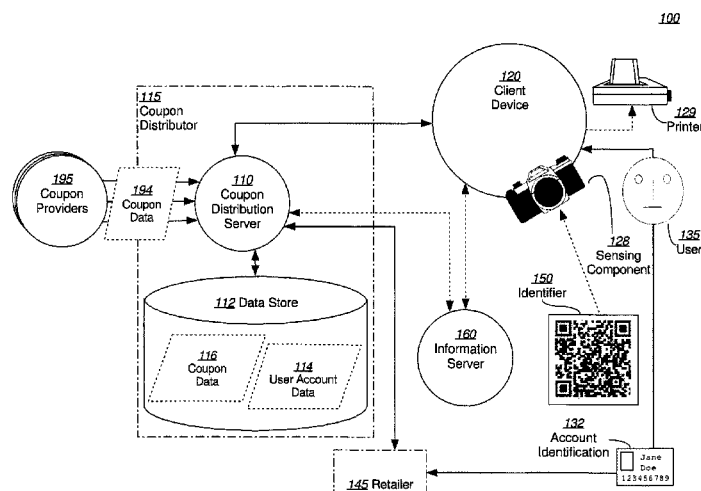 100
115
Coupon
Distributor
120
Client
Device
129
Printer
195
Coupon
Providers
194
Coupon
Data
110
Coupon
Distribution
Server
128
Sensing
Component
135
User
150
Identifier
112 Data Store
116
Coupon
Data
114
User Account
Data
160
Information
Server
132
Account
Identification
Jane
Doe
123456789
145 Retailer